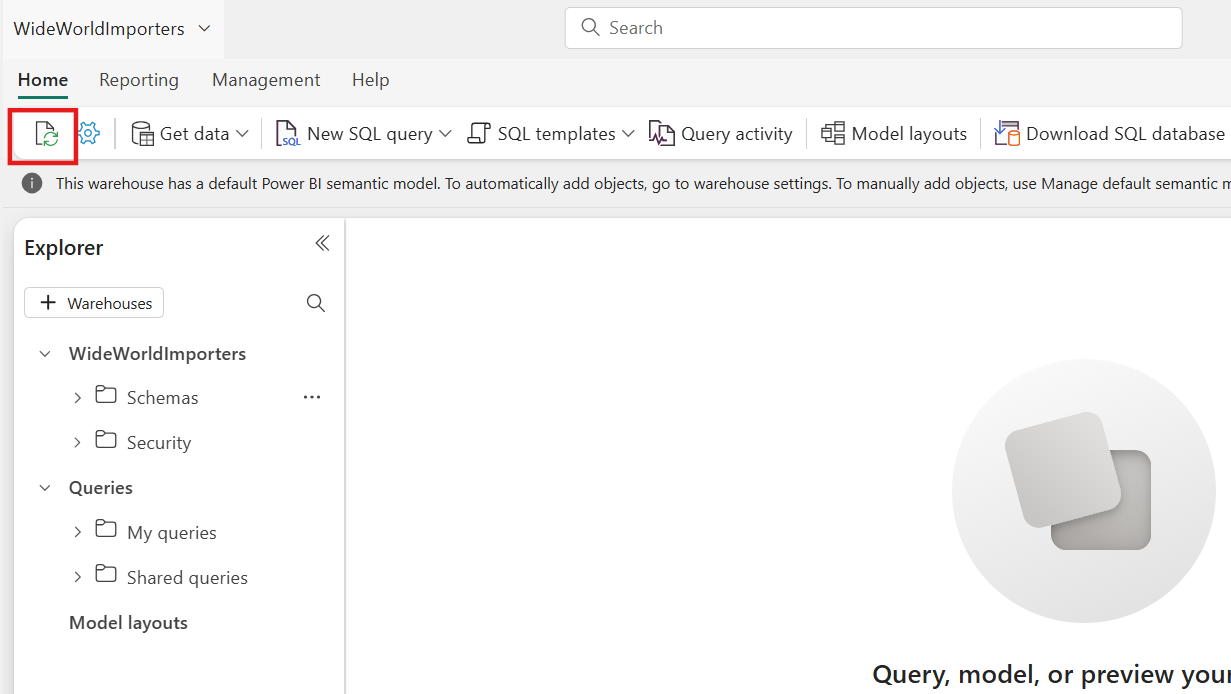 WideWorldImporters
Search
Home Reporting Management Help
Get data SQL New SQL query SQL templates Query activity Model layouts Download SQL database
This warehouse has a default Power BI semantic model. To automatically add objects, go to warehouse settings. To manually add objects, use Manage default semantic m
Explorer
Warehouses
WideWorldImporters
Schemas
Security
Queries
My queries
Shared queries
Model layouts
Query, model, or preview your